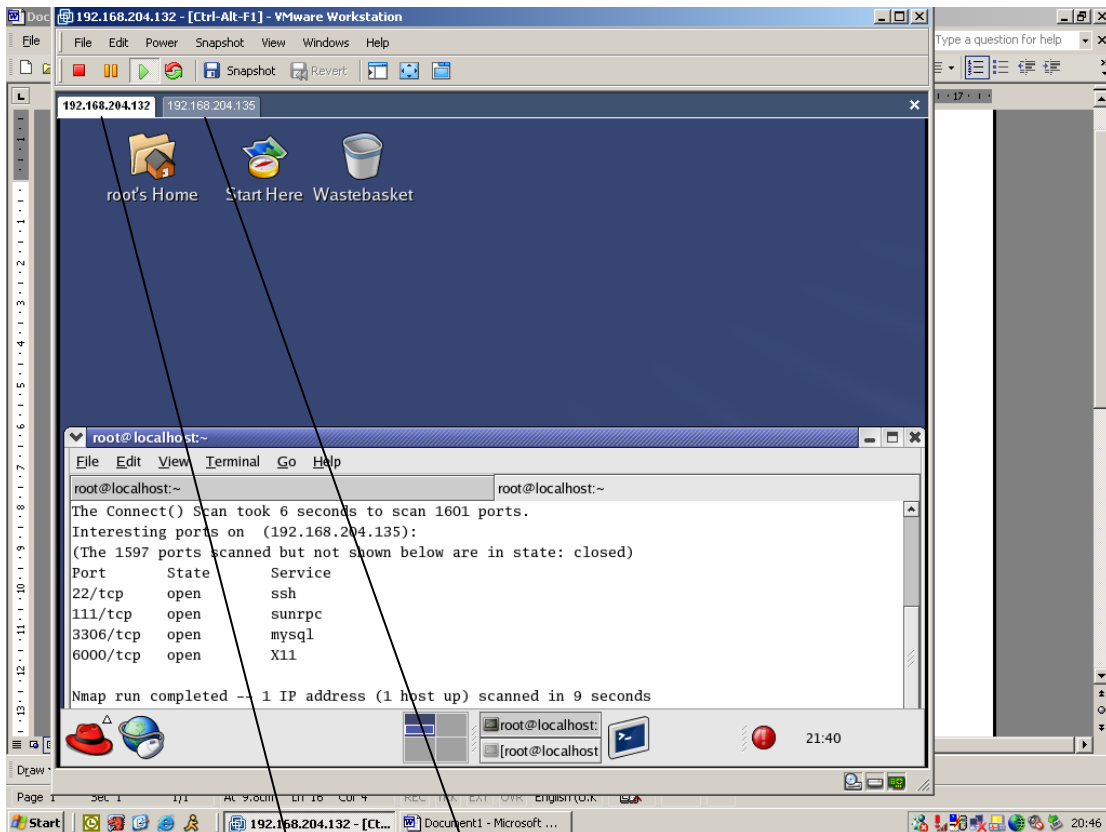 Doc
192.168.204.132 - [Ctrl-Alt-F1] - VMware Workstation
File
File Edit Power Snapshot View Windows Help
Type a question for help
Snapshot Revert
192.168.204.132 192.168.204.135
17
root's Home Start Here Wastebasket
root@localhost:~
File Edit View Terminal Go Help
root@localhost:~ root@localhost:~
The Connect() Scan took 6 seconds to scan 1601 ports.
Interesting ports on (192.168.204.135):
(The 1597 ports scanned but not shown below are in state: closed)
Port State Service
22/tcp open ssh
111/tcp open sunrpc
3306/tcp open mysql
6000/tcp open X11
Nmap run completed -- 1 IP address (1 host up) scanned in 9 seconds
root@localhost:
[root@localhost
21:40
Draw
Page 1 Sec 1 1/1 At 9.8cm Ln 16 Col 4 REC TRK EXT OVR English (U.K
Start 192.168.204.132 - [Ct... Document1 - Microsoft ... 20:46